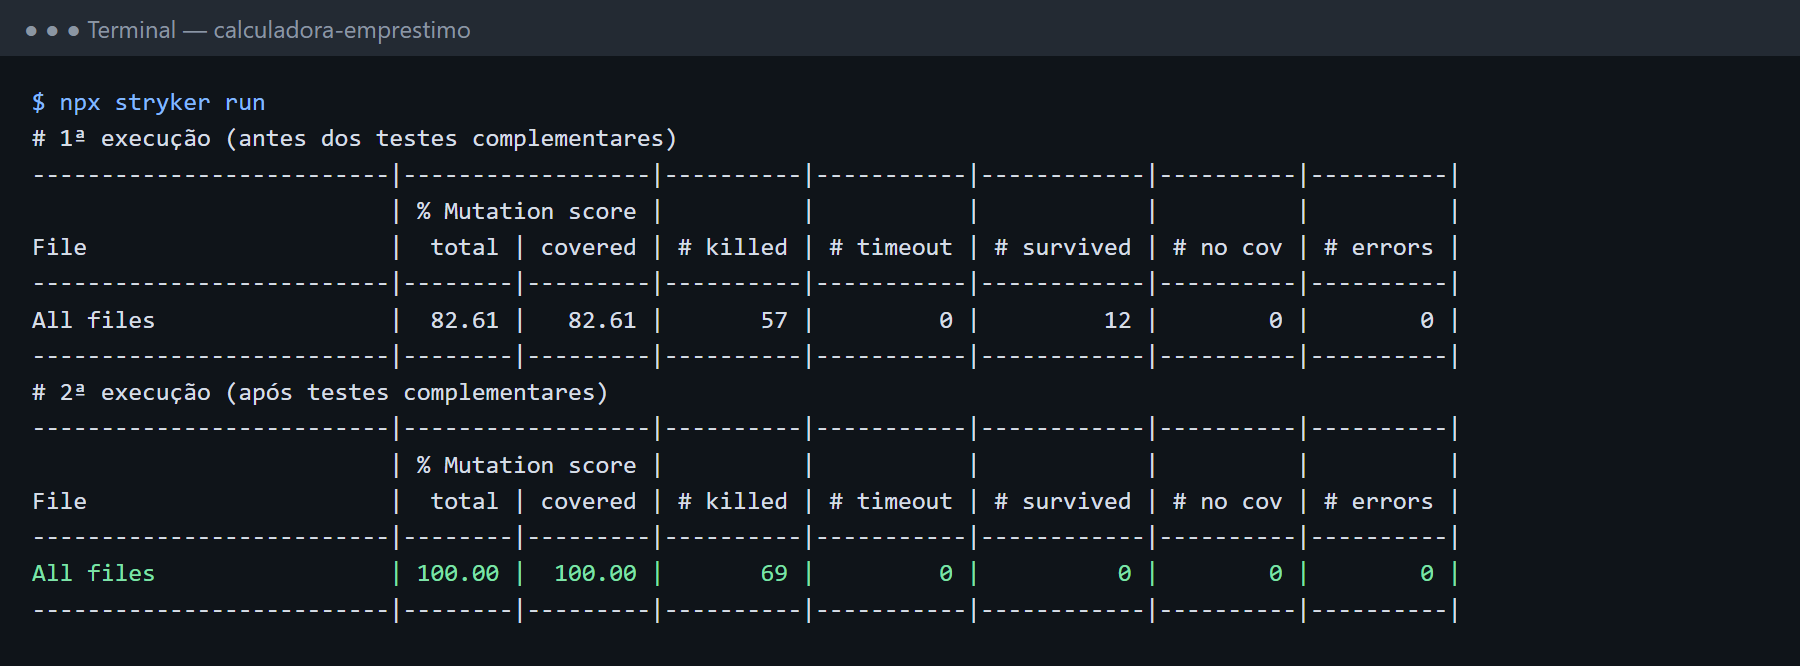 ● ● ● Terminal — calculadora-emprestimo
$ npx stryker run
# 1ª execução (antes dos testes complementares)
--------------------------|------------------|----------|-----------|------------|----------|----------|
                          | % Mutation score |          |           |            |          |          |
File                      |  total | covered | # killed | # timeout | # survived | # no cov | # errors |
--------------------------|--------|---------|----------|-----------|------------|----------|----------|
All files                 |  82.61 |   82.61 |       57 |         0 |         12 |        0 |        0 |
--------------------------|--------|---------|----------|-----------|------------|----------|----------|
# 2ª execução (após testes complementares)
--------------------------|------------------|----------|-----------|------------|----------|----------|
                          | % Mutation score |          |           |            |          |          |
File                      |  total | covered | # killed | # timeout | # survived | # no cov | # errors |
--------------------------|--------|---------|----------|-----------|------------|----------|----------|
All files                 | 100.00 |  100.00 |       69 |         0 |          0 |        0 |        0 |
--------------------------|--------|---------|----------|-----------|------------|----------|----------|